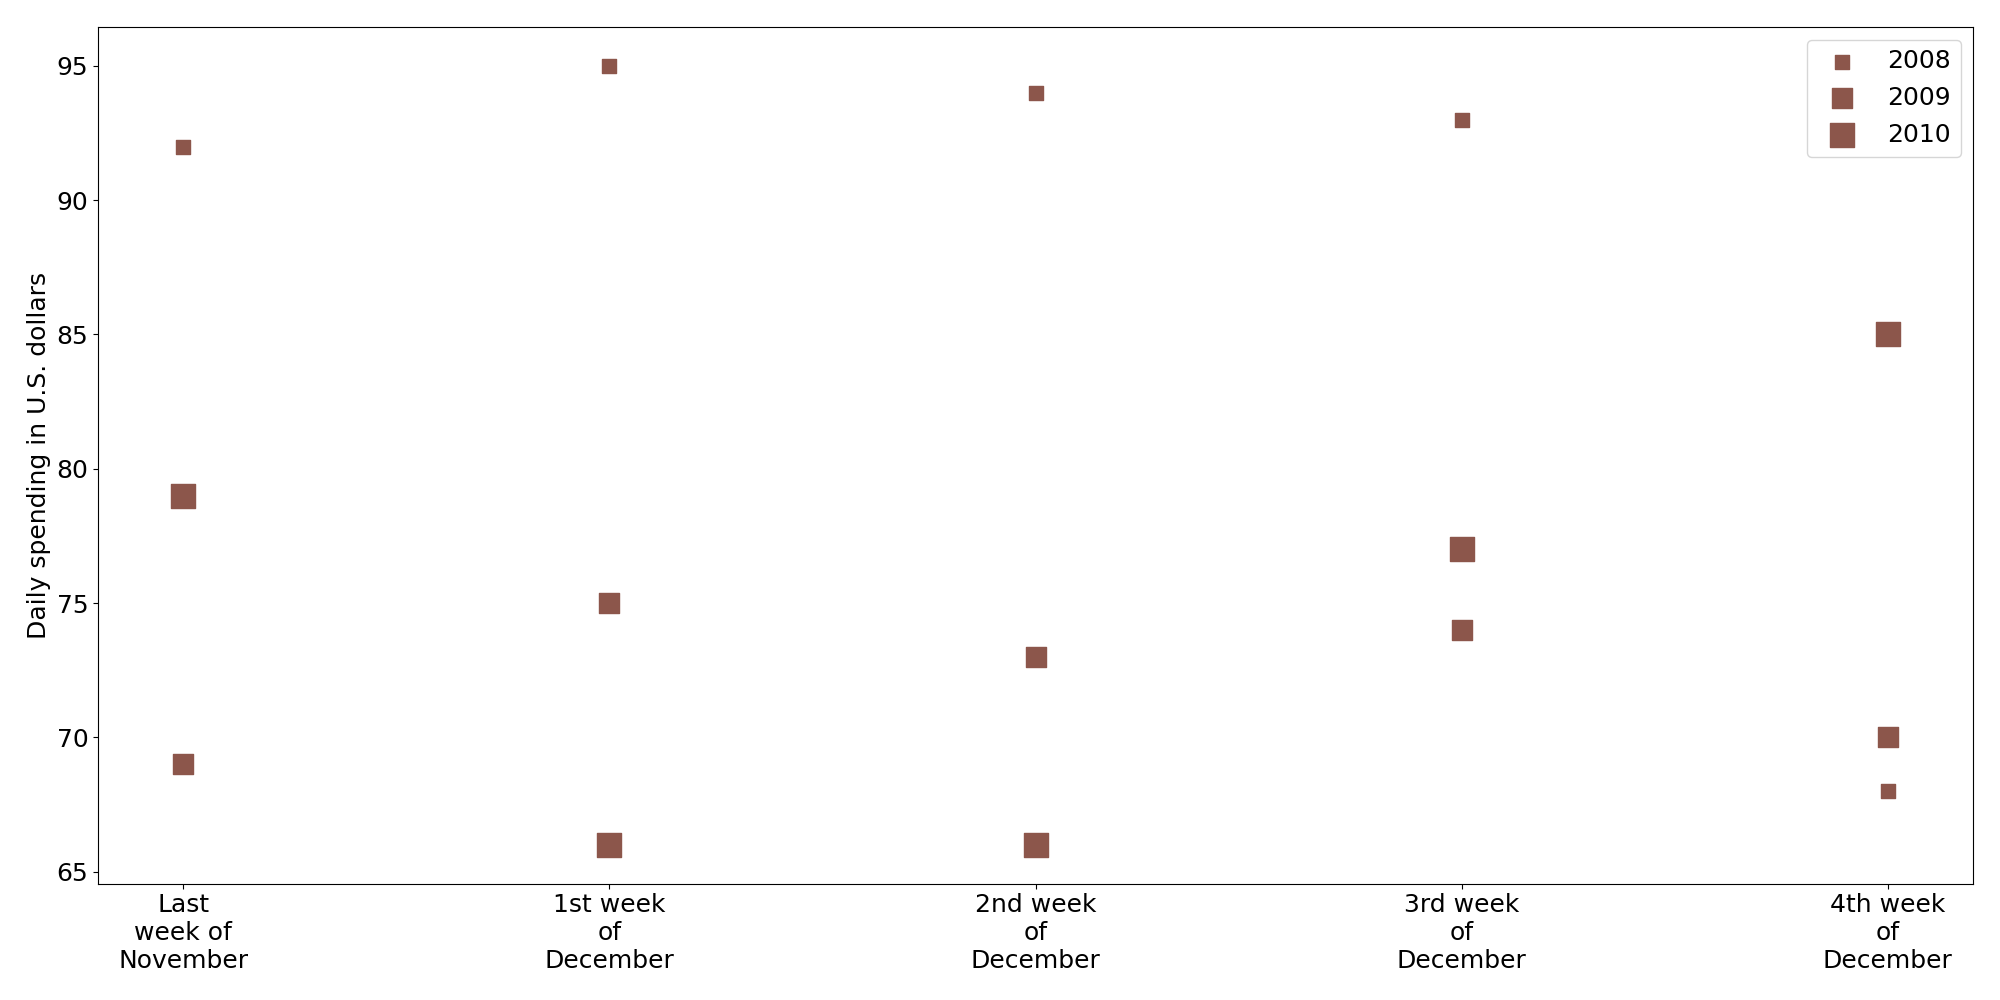 95
90
85
80
75
70
65
Daily spending in U.S. dollars
2008
2009
2010
Last
week of
November
1st week
of
December
2nd week
of
December
3rd week
of
December
4th week
of
December